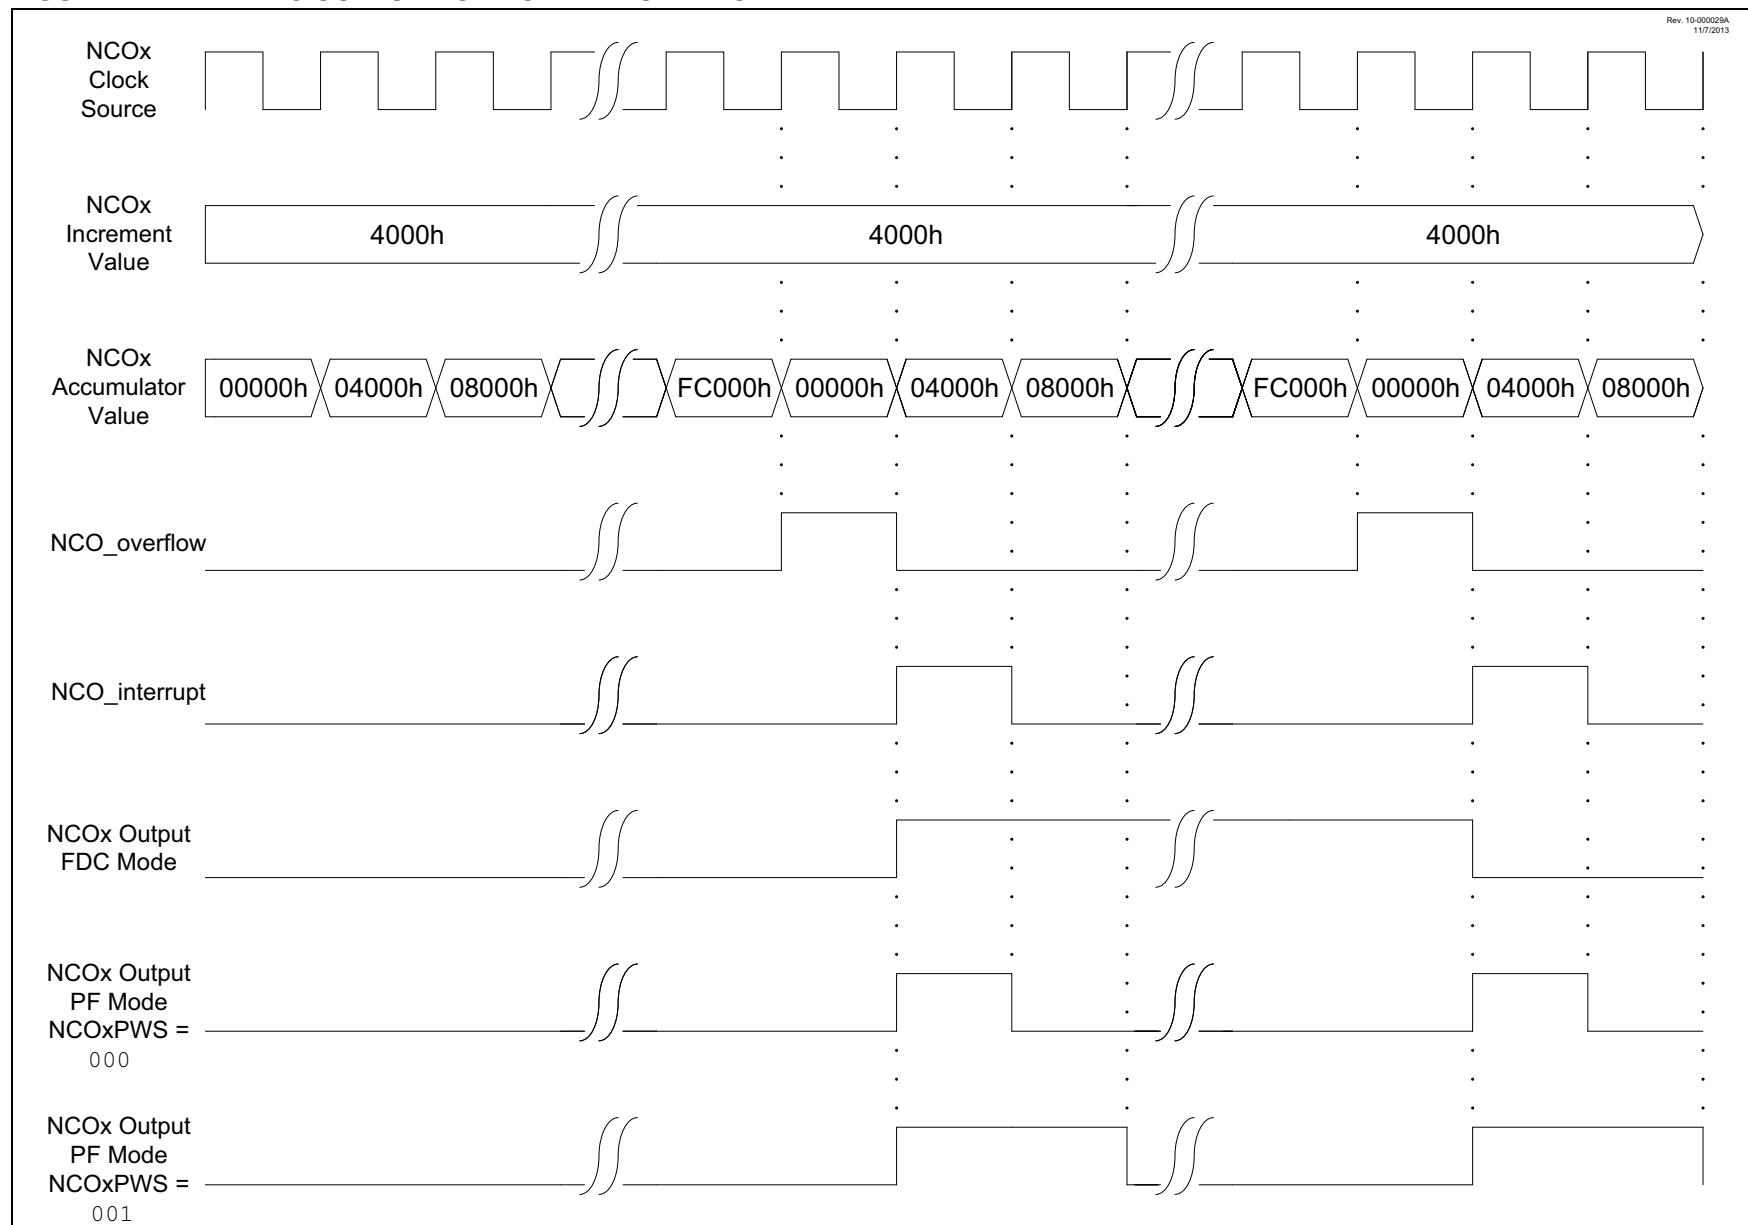 Rev. 10-000029A
11/7/2013
NCOx
Clock
Source
NCOx
Increment
Value
4000h
4000h
4000h
NCOx
Accumulator
Value
00000h
04000h
08000h
FC000h
00000h
04000h
08000h
FC000h
00000h
04000h
08000h
NCO_overflow
NCO_interrupt
NCOx Output
FDC Mode
NCOx Output
PF Mode
NCOxPWS =
000
NCOx Output
PF Mode
NCOxPWS =
001